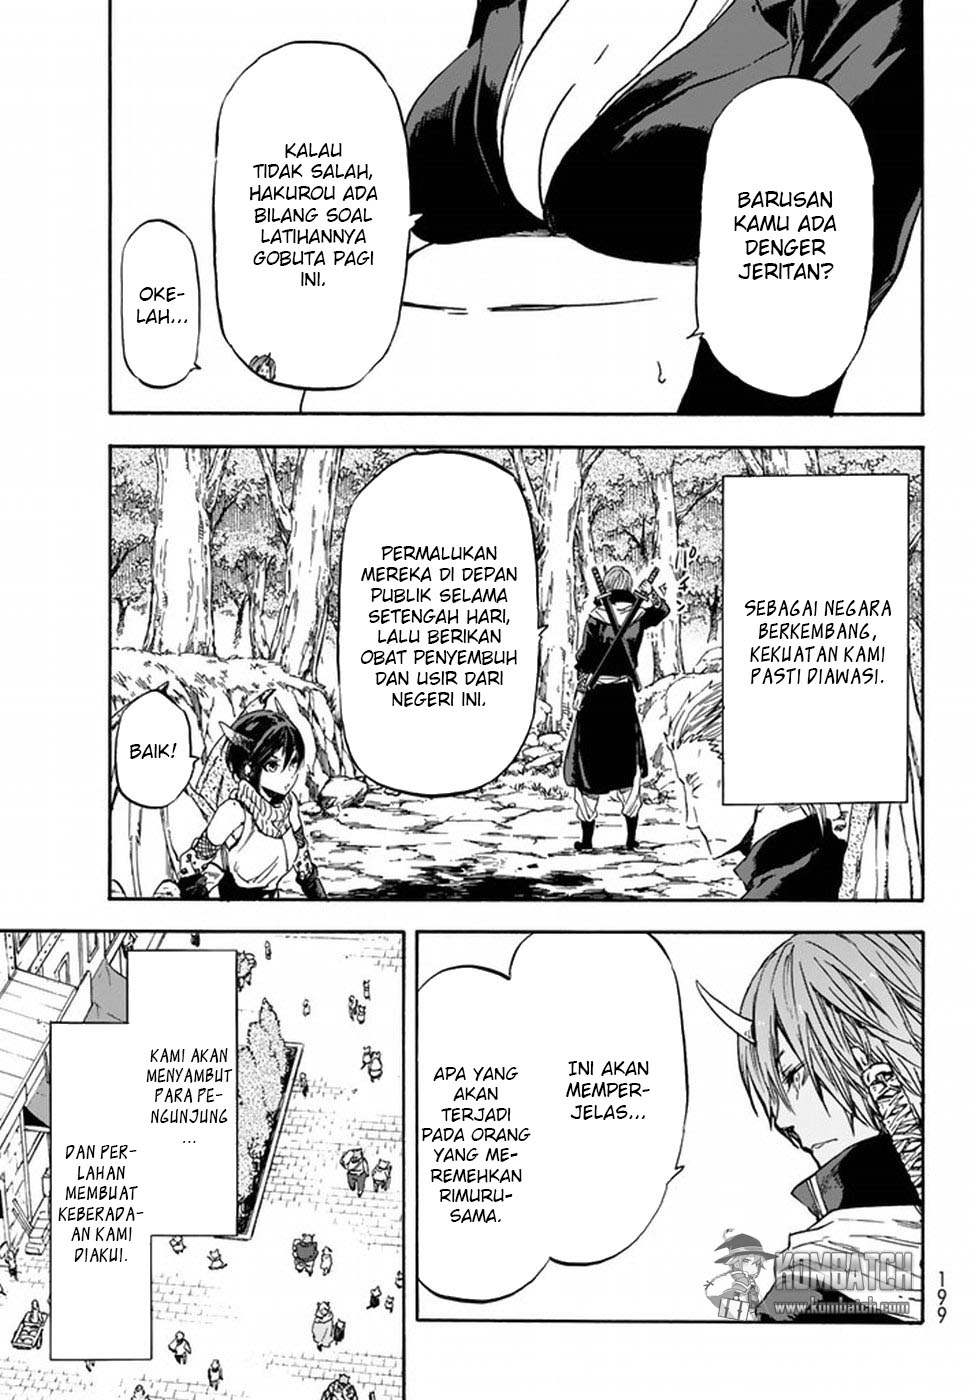 BARUSAN
KAMU ADA
DENGER
JERITAN?
KALAU
TIDAK SALAH,
HAKUROU ADA
BILANG SOAL
LATIHANNYA
GOBUTA PAGI
INI.
OKE-
LAH...
SEBAGAI NEGARA
BERKEMBANG,
KEKUATAN KAMI
PASTI DIAWASI.
PERMALUKAN
MEREKA DI DEPAN
PUBLIK SELAMA
SETENGAH HARI,
LALU BERIKAN
OBAT PENYEMBUH
DAN USIR DARI
NEGERI INI.
BAIK!
INI AKAN
MEMPER-
JELAS...
APA YANG
AKAN
TERJADI
PADA ORANG
YANG ME-
REMEHKAN
RIMURU-
SAMA.
KAMI AKAN
MENYAMBUT
PARA PE-
NGUNJUNG
...
DAN PER-
LAHAN
MEMBUAT
KEBERADA-
AN KAMI
DIAKUI.
KOMBATCH
www.kombatch.com
199